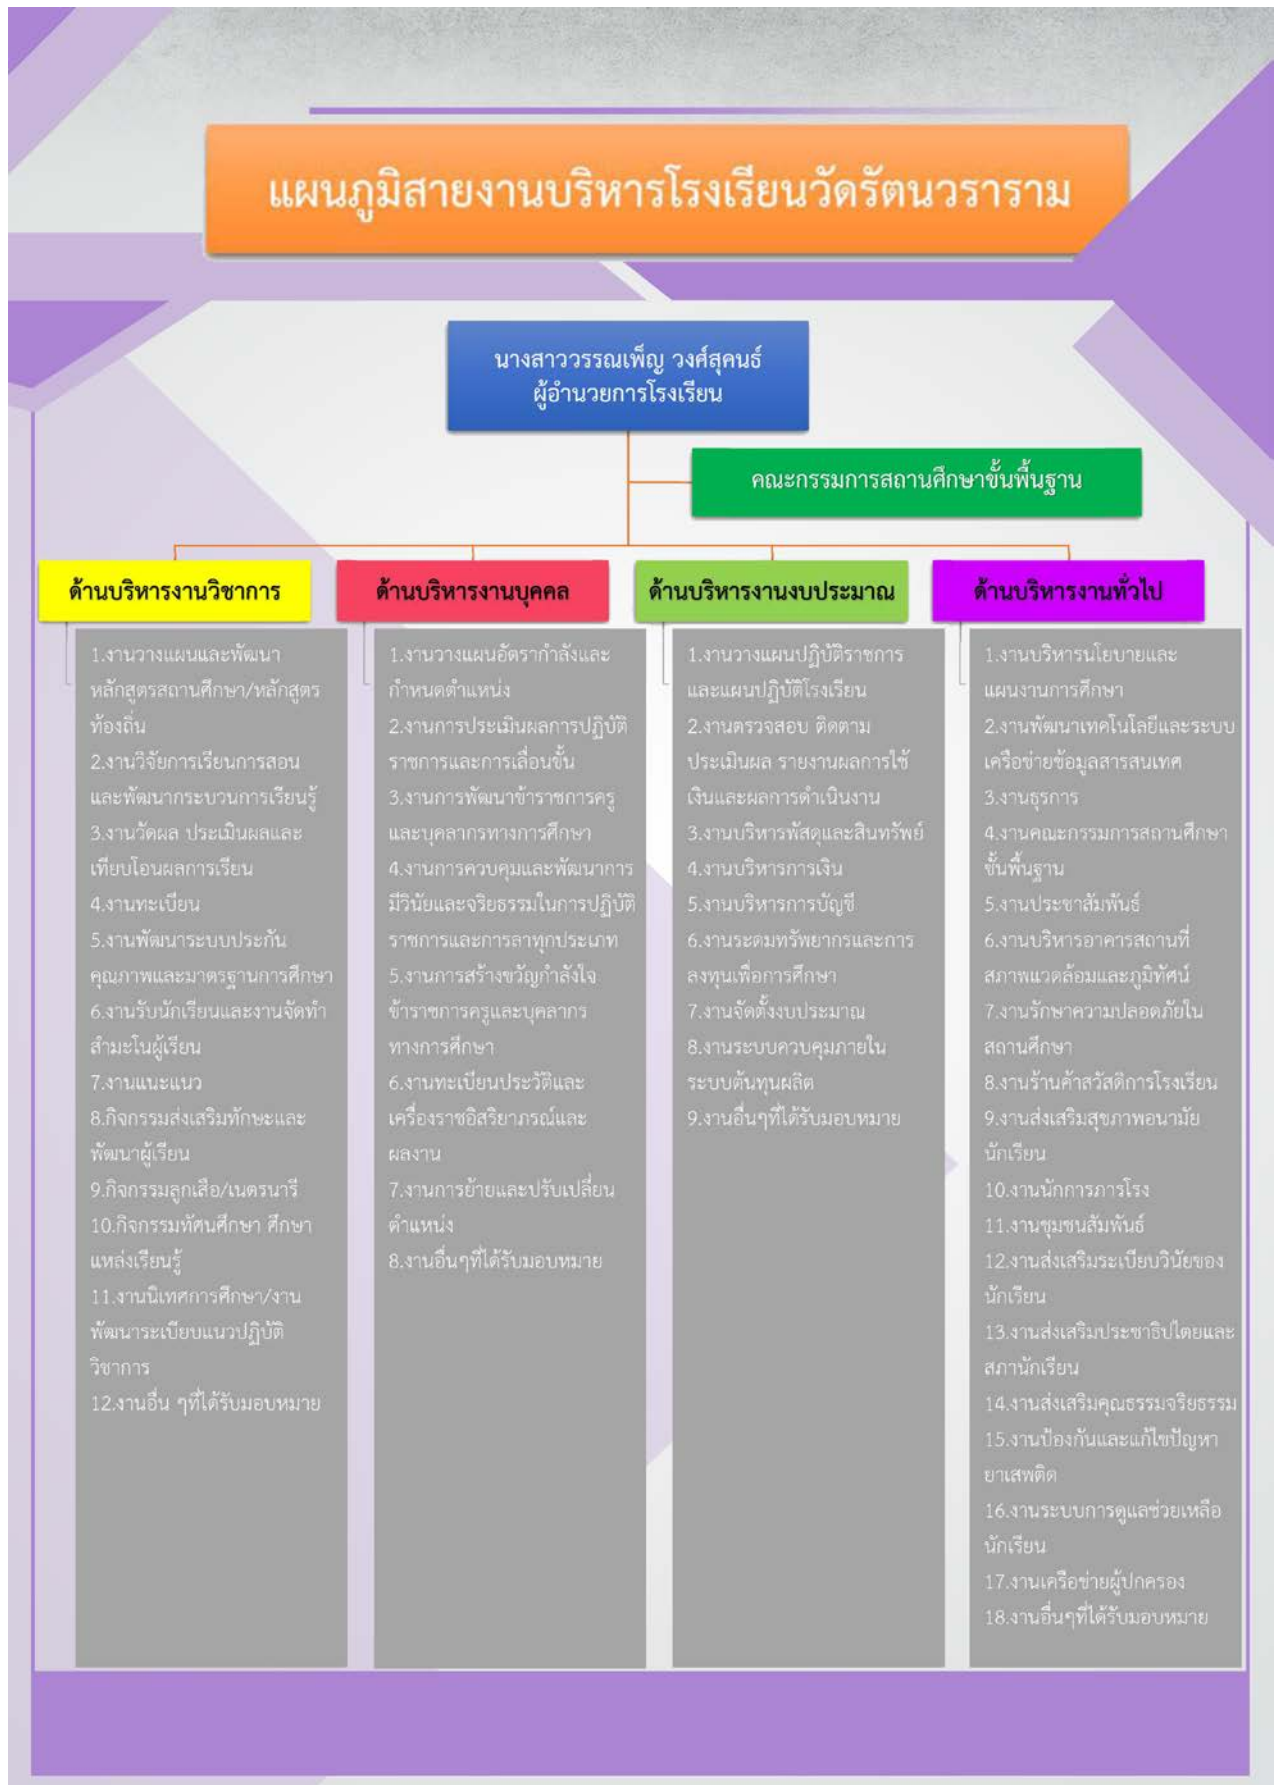 แผนภูมิสายงานบริหารโรงเรียนวัดรัตนวราราม
นางสาววรรณเพ็ญ วงศ์สุคนธ์
ผู้อำนวยการโรงเรียน
คณะกรรมการสถานศึกษาขั้นพื้นฐาน
ด้านบริหารงานวิชาการ
1.งานวางแผนและพัฒนา
หลักสูตรสถานศึกษา/หลักสูตร
ท้องถิ่น
2.งานวิจัยการเรียนการสอน
และพัฒนากระบวนการเรียนรู้
3.งานวัดผล ประเมินผลและ
เทียบโอนผลการเรียน
4.งานทะเบียน
5.งานพัฒนาระบบประกัน
คุณภาพและมาตรฐานการศึกษา
6.งานรับนักเรียนและงานจัดทำ
สำมะโนผู้เรียน
7.งานแนะแนว
8.กิจกรรมส่งเสริมทักษะและ
พัฒนาผู้เรียน
9.กิจกรรมลูกเสือ/เนตรนารี
10.กิจกรรมทัศนศึกษา ศึกษา
แหล่งเรียนรู้
11.งานนิเทศการศึกษา/งาน
พัฒนาระเบียบแนวปฏิบัติ
วิชาการ
12.งานอื่น ๆที่ได้รับมอบหมาย
ด้านบริหารงานบุคคล
1.งานวางแผนอัตรากำลังและ
กำหนดตำแหน่ง
2.งานการประเมินผลการปฏิบัติ
ราชการและการเลื่อนขั้น
3.งานการพัฒนาข้าราชการครู
และบุคลากรทางการศึกษา
4.งานการควบคุมและพัฒนาการ
มีวินัยและจริยธรรมในการปฏิบัติ
ราชการและการลาทุกประเภท
5.งานการสร้างขวัญกำลังใจ
ข้าราชการครูและบุคลากร
ทางการศึกษา
6.งานทะเบียนประวัติและ
เครื่องราชอิสริยาภรณ์และ
ผลงาน
7.งานการย้ายและปรับเปลี่ยน
ตำแหน่ง
8.งานอื่นๆที่ได้รับมอบหมาย
ด้านบริหารงานงบประมาณ
1.งานวางแผนปฏิบัติราชการ
และแผนปฏิบัติโรงเรียน
2.งานตรวจสอบ ติดตาม
ประเมินผล รายงานผลการใช้
เงินและผลการดำเนินงาน
3.งานบริหารพัสดุและสินทรัพย์
4.งานบริหารการเงิน
5.งานบริหารการบัญชี
6.งานระดมทรัพยากรและการ
ลงทุนเพื่อการศึกษา
7.งานจัดตั้งงบประมาณ
8.งานระบบควบคุมภายใน
ระบบต้นทุนผลิต
9.งานอื่นๆที่ได้รับมอบหมาย
ด้านบริหารงานทั่วไป
1.งานบริหารนโยบายและ
แผนงานการศึกษา
2.งานพัฒนาเทคโนโลยีและระบบ
เครือข่ายข้อมูลสารสนเทศ
3.งานธุรการ
4.งานคณะกรรมการสถานศึกษา
ขั้นพื้นฐาน
5.งานประชาสัมพันธ์
6.งานบริหารอาคารสถานที่
สภาพแวดล้อมและภูมิทัศน์
7.งานรักษาความปลอดภัยใน
สถานศึกษา
8.งานร้านค้าสวัสดิการโรงเรียน
9.งานส่งเสริมสุขภาพอนามัย
นักเรียน
10.งานนักการภารโรง
11.งานชุมชนสัมพันธ์
12.งานส่งเสริมระเบียบวินัยของ
นักเรียน
13.งานส่งเสริมประชาธิปไตยและ
สภานักเรียน
14.งานส่งเสริมคุณธรรมจริยธรรม
15.งานป้องกันและแก้ไขปัญหา
ยาเสพติด
16.งานระบบการดูแลช่วยเหลือ
นักเรียน
17.งานเครือข่ายผู้ปกครอง
18.งานอื่นๆที่ได้รับมอบหมาย